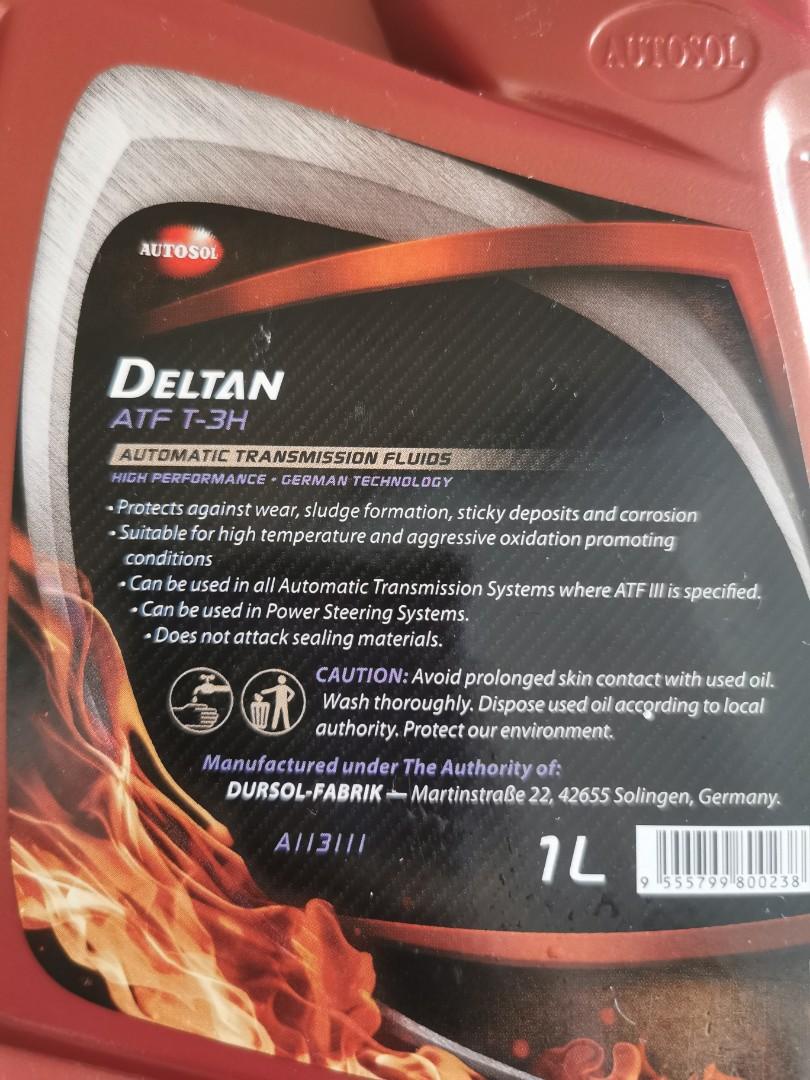 AUTOSOL
AUTOSOL
DELTAN
ATF T-3H
AUTOMATIC TRANSMISSION FLUIDS
HIGH PERFORMANCE • GERMAN TECHNOLOGY
• Protects against wear, sludge formation, sticky deposits and corrosion
• Suitable for high temperature and aggressive oxidation promoting
conditions
• Can be used in all Automatic Transmission Systems where ATF III is specified.
• Can be used in Power Steering Systems.
• Does not attack sealing materials.
CAUTION: Avoid prolonged skin contact with used oil.
Wash thoroughly. Dispose used oil according to local
authority. Protect our environment.
Manufactured under The Authority of:
DURSOL-FABRIK — Martinstraße 22, 42655 Solingen, Germany.
A113111
1L
9 555799 800238